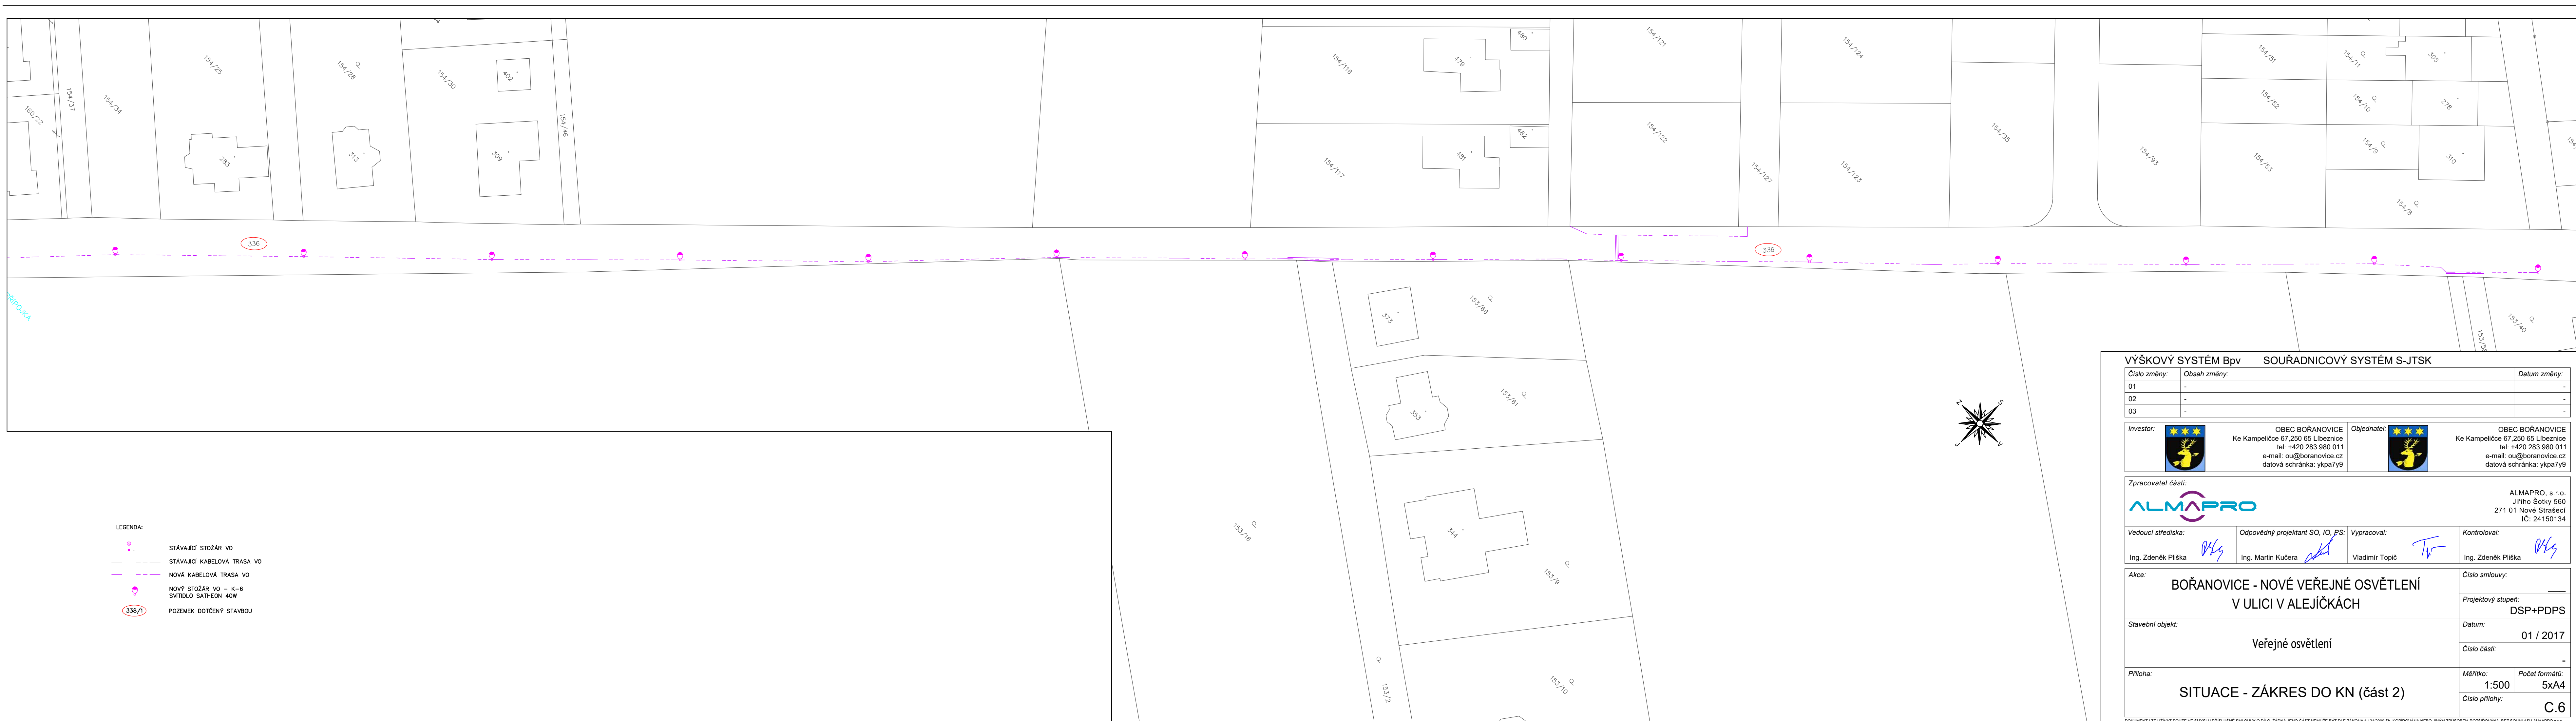 154/25
154/28
154/30
402
154/37
154/34
160/22
283
313
309
154/46
154/116
479
480
154/117
481
482
154/121
154/122
154/127
154/124
154/123
154/95
154/93
154/51
154/52
154/53
154/11
154/10
154/9
154/8
305
278
310
336
336
373
153/66
353
153/61
153/16
344
153/9
153/2
153/10
153/40
Z
S
J
V
LEGENDA:
STÁVAJÍCÍ STOŽÁR VO
STÁVAJÍCÍ KABELOVÁ TRASA VO
NOVÁ KABELOVÁ TRASA VO
NOVÝ STOŽÁR VO – K-6
SVÍTIDLO SATHEON 40W
338/1 POZEMEK DOTČENÝ STAVBOU
VÝŠKOVÝ SYSTÉM Bpv SOUŘADNICOVÝ SYSTÉM S-JTSK
Číslo změny: Obsah změny: Datum změny:
01 - -
02 - -
03 - -
Investor:
OBEC BOŘANOVICE
Ke Kampeličce 67,250 65 Líbeznice
tel: +420 283 980 011
e-mail: ou@boranovice.cz
datová schránka: ykpa7y9
Objednatel:
OBEC BOŘANOVICE
Ke Kampeličce 67,250 65 Líbeznice
tel: +420 283 980 011
e-mail: ou@boranovice.cz
datová schránka: ykpa7y9
Zpracovatel části:
ALMAPRO
ALMAPRO, s.r.o.
Jiřího Šotky 560
271 01 Nové Strašecí
IČ: 24150134
Vedoucí střediska:
Ing. Zdeněk Pliška
Odpovědný projektant SO, IO, PS:
Ing. Martin Kučera
Vypracoval:
Vladimír Topič
Kontroloval:
Ing. Zdeněk Pliška
Akce:
BOŘANOVICE - NOVÉ VEŘEJNÉ OSVĚTLENÍ
V ULICI V ALEJÍČKÁCH
Číslo smlouvy:
Projektový stupeň:
DSP+PDPS
Stavební objekt:
Veřejné osvětlení
Datum:
01 / 2017
Číslo části:
-
Příloha:
SITUACE - ZÁKRES DO KN (část 2)
Měřítko:
1:500
Počet formátů:
5xA4
Číslo přílohy:
C.6